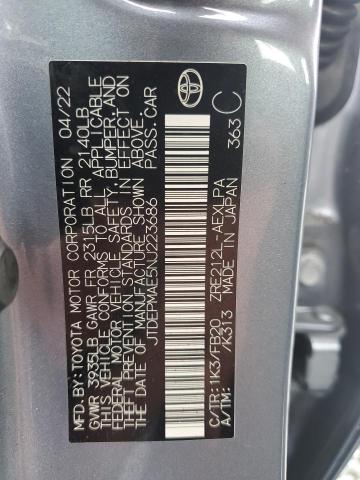 MFD. BY: TOYOTA MOTOR CORPORATION 04/22
GVWR 3935LB GAWR FR 2315LB RR 2140LB
THIS VEHICLE CONFORMS TO ALL APPLICABLE
FEDERAL MOTOR VEHICLE SAFETY, BUMPER, AND
THEFT PREVENTION STANDARDS IN EFFECT ON
THE DATE OF MANUFACTURE SHOWN ABOVE.
JTDEPMAE5NJ223686 PASS. CAR
C/TR: 1K3/FB20 ZRE212L-AEXLPA
A/TM: /K313 MADE IN JAPAN
363 C